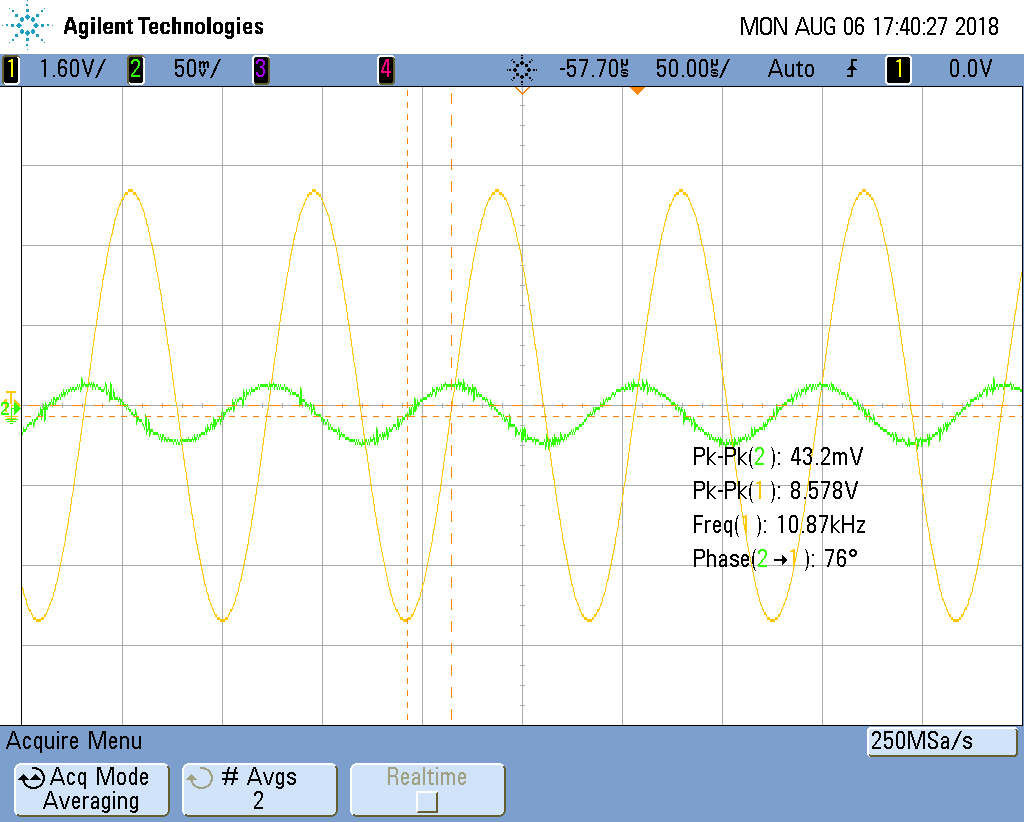 Agilent Technologies MON AUG 06 17:40:27 2018
1 1.60V/ 2 50mV/ 3 4 -57.70us 50.00us/ Auto 1 0.0V
2
Pk-Pk(2): 43.2mV
Pk-Pk(1): 8.578V
Freq(1): 10.87kHz
Phase(2→1): 76°
Acquire Menu 250MSa/s
Acq Mode # Avgs Realtime
Averaging 2